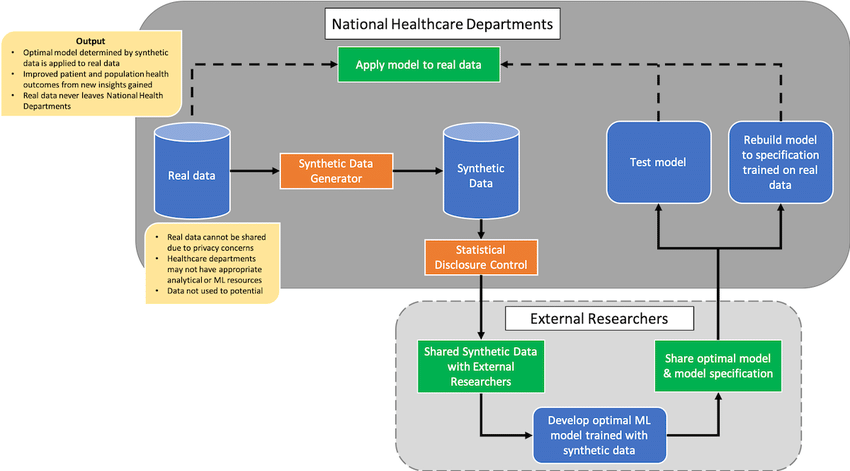 National Healthcare Departments
Output
• Optimal model determined by synthetic
data is applied to real data
• Improved patient and population health
outcomes from new insights gained
• Real data never leaves National Health
Departments
Apply model to real data
Real data
Synthetic Data
Generator
Synthetic
Data
Test model
Rebuild model
to specification
trained on real
data
• Real data cannot be shared
due to privacy concerns
• Healthcare departments
may not have appropriate
analytical or ML resources
• Data not used to potential
Statistical
Disclosure Control
External Researchers
Shared Synthetic Data
with External
Researchers
Share optimal model
& model specification
Develop optimal ML
model trained with
synthetic data